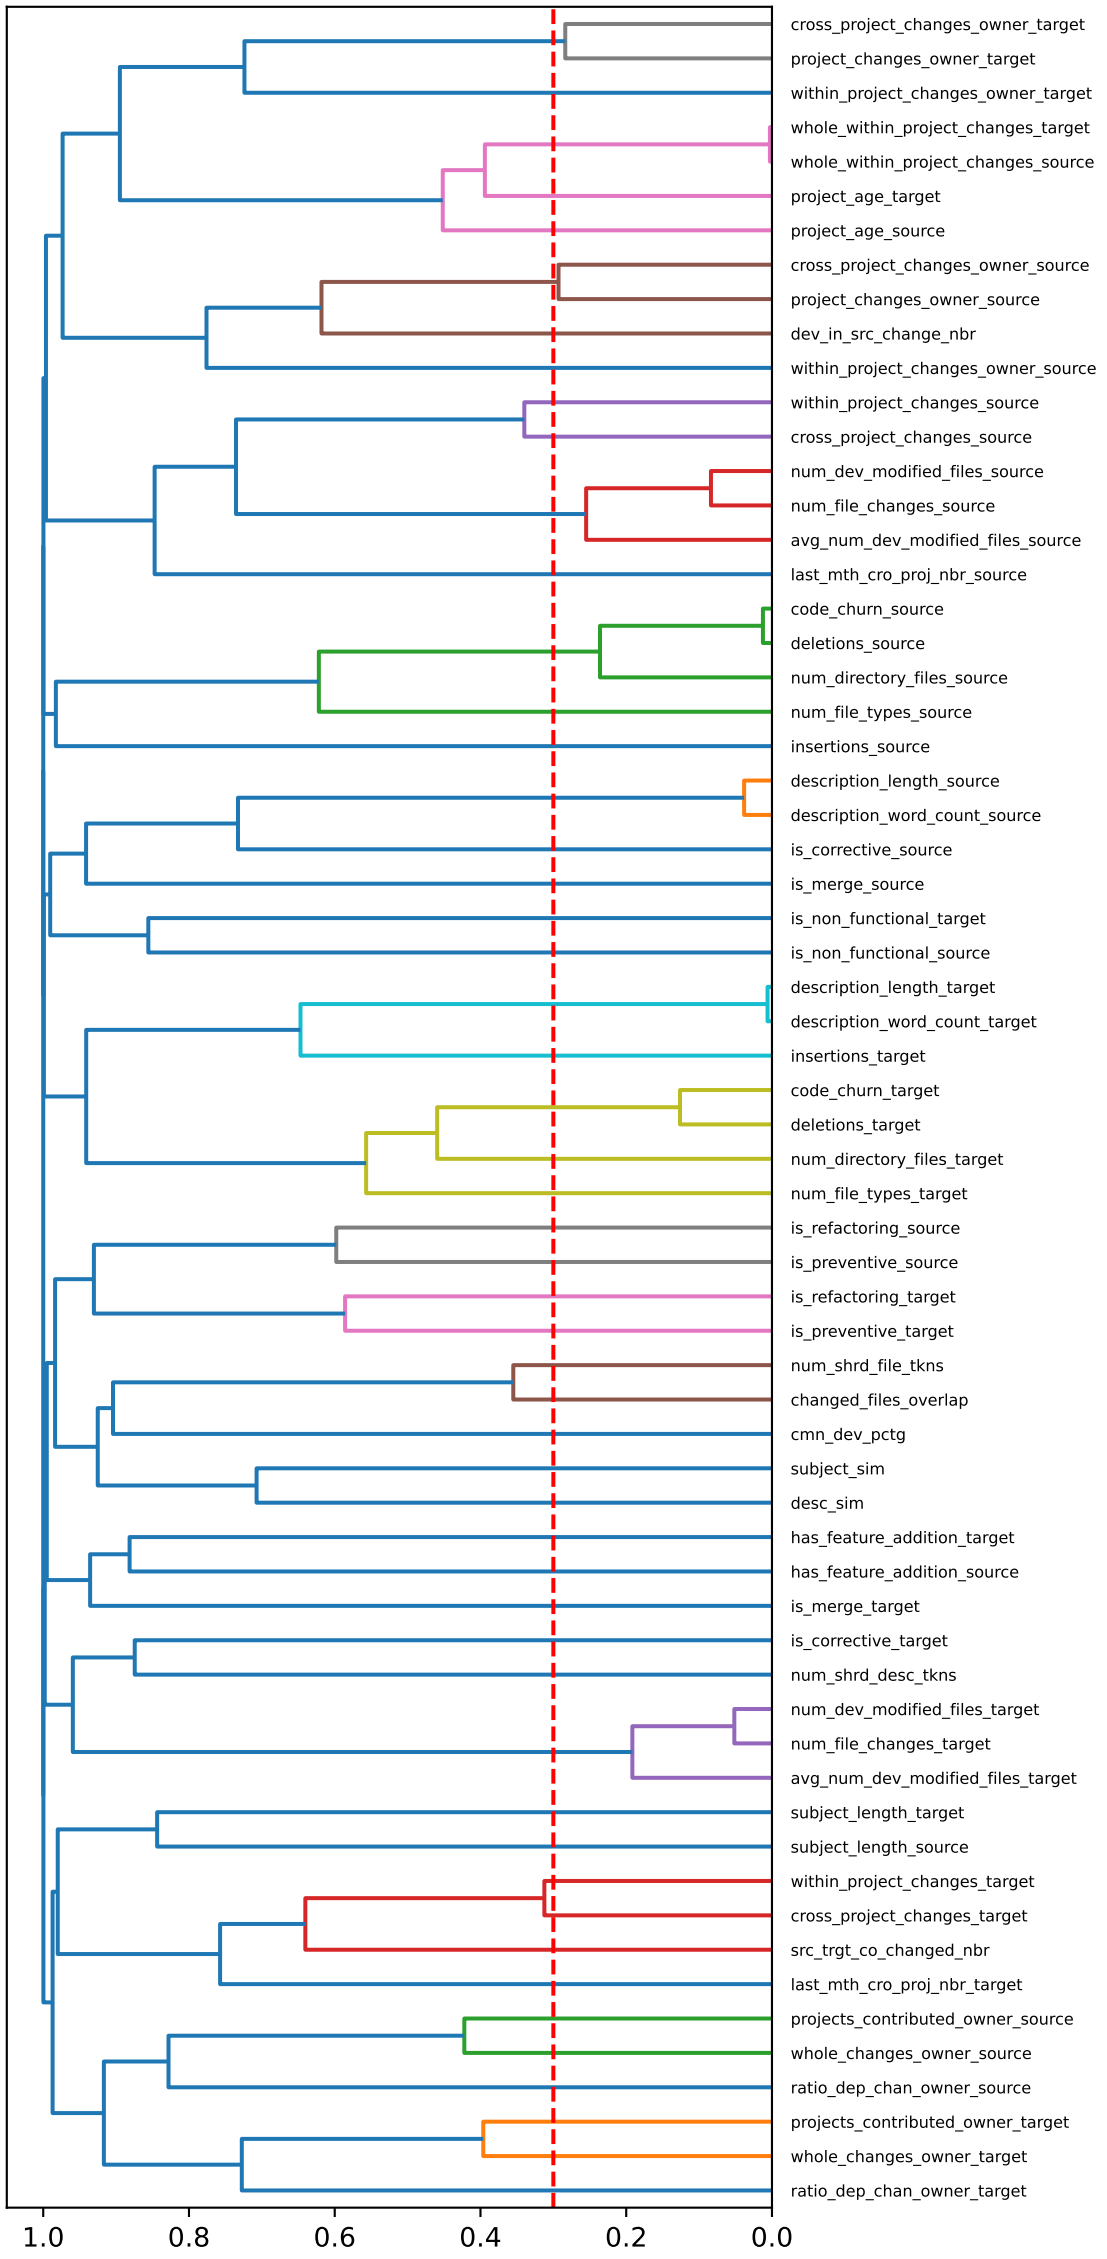 cross_project_changes_owner_target
project_changes_owner_target
within_project_changes_owner_target
whole_within_project_changes_target
whole_within_project_changes_source
project_age_target
project_age_source
cross_project_changes_owner_source
project_changes_owner_source
dev_in_src_change_nbr
within_project_changes_owner_source
within_project_changes_source
cross_project_changes_source
num_dev_modified_files_source
num_file_changes_source
avg_num_dev_modified_files_source
last_mth_cro_proj_nbr_source
code_churn_source
deletions_source
num_directory_files_source
num_file_types_source
insertions_source
description_length_source
description_word_count_source
is_corrective_source
is_merge_source
is_non_functional_target
is_non_functional_source
description_length_target
description_word_count_target
insertions_target
code_churn_target
deletions_target
num_directory_files_target
num_file_types_target
is_refactoring_source
is_preventive_source
is_refactoring_target
is_preventive_target
num_shrd_file_tkns
changed_files_overlap
cmn_dev_pctg
subject_sim
desc_sim
has_feature_addition_target
has_feature_addition_source
is_merge_target
is_corrective_target
num_shrd_desc_tkns
num_dev_modified_files_target
num_file_changes_target
avg_num_dev_modified_files_target
subject_length_target
subject_length_source
within_project_changes_target
cross_project_changes_target
src_trgt_co_changed_nbr
last_mth_cro_proj_nbr_target
projects_contributed_owner_source
whole_changes_owner_source
ratio_dep_chan_owner_source
projects_contributed_owner_target
whole_changes_owner_target
ratio_dep_chan_owner_target
1.0 0.8 0.6 0.4 0.2 0.0